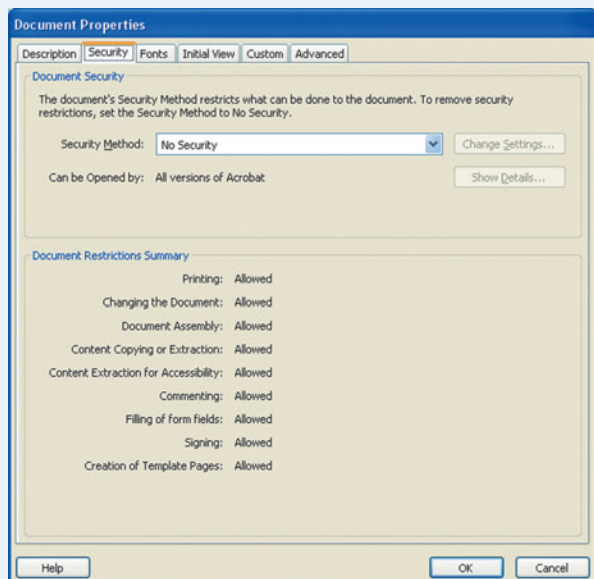 Document Properties
Description Security Fonts Initial View Custom Advanced
Document Security
The document's Security Method restricts what can be done to the document. To remove security
restrictions, set the Security Method to No Security.
Security Method: No Security Change Settings...
Can be Opened by: All versions of Acrobat Show Details...
Document Restrictions Summary
Printing: Allowed
Changing the Document: Allowed
Document Assembly: Allowed
Content Copying or Extraction: Allowed
Content Extraction for Accessibility: Allowed
Commenting: Allowed
Filling of form fields: Allowed
Signing: Allowed
Creation of Template Pages: Allowed
Help OK Cancel